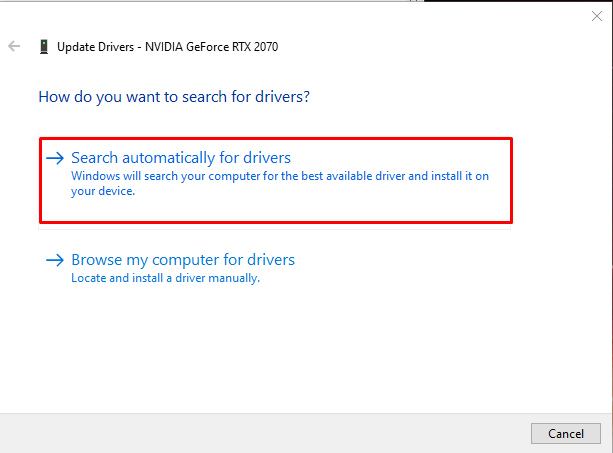 Update Drivers - NVIDIA GeForce RTX 2070
How do you want to search for drivers?
Search automatically for drivers
Windows will search your computer for the best available driver and install it on
your device.
Browse my computer for drivers
Locate and install a driver manually.
Cancel